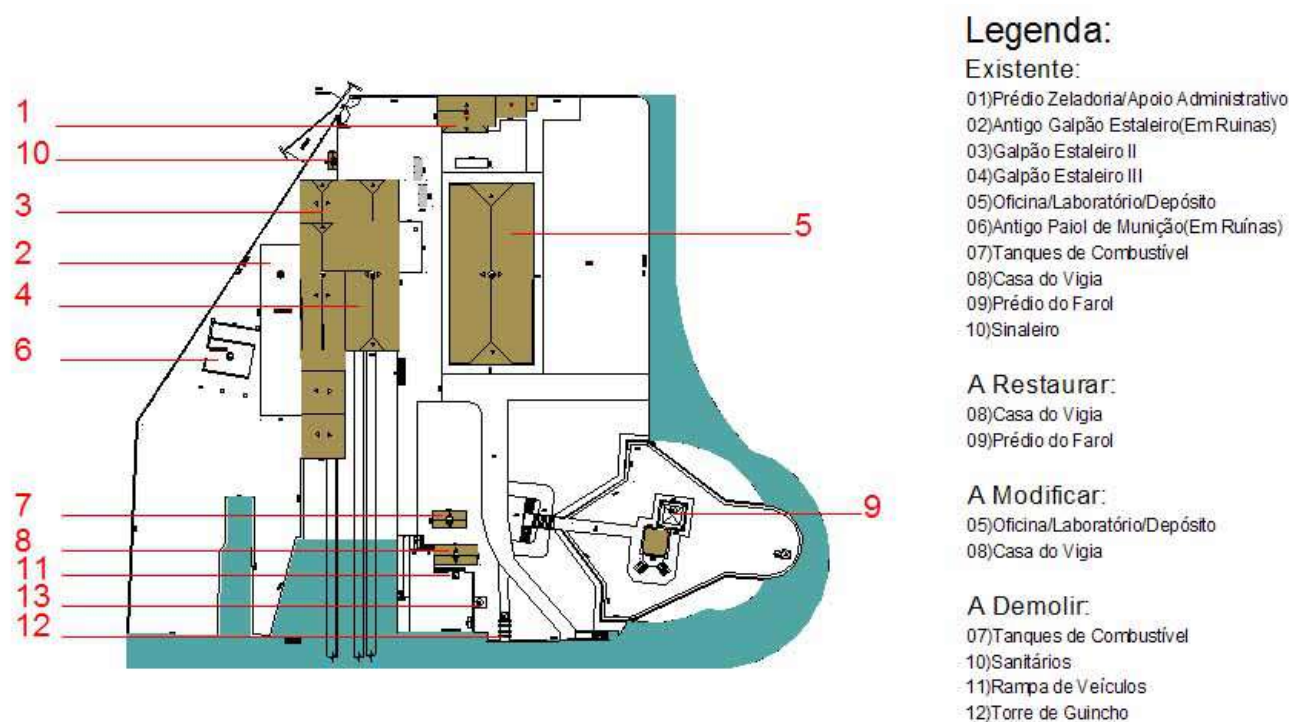 1
10
3
2
4
6
5
7
8
11
13
12
9
Legenda:
Existente:
01)Prédio Zeladoria/Apoio Administrativo
02)Antigo Galpão Estaleiro(Em Ruinas)
03)Galpão Estaleiro II
04)Galpão Estaleiro III
05)Oficina/Laboratório/Depósito
06)Antigo Paiol de Munição(Em Ruínas)
07)Tanques de Combustível
08)Casa do Vigia
09)Prédio do Farol
10)Sinaleiro
A Restaurar:
08)Casa do Vigia
09)Prédio do Farol
A Modificar:
05)Oficina/Laboratório/Depósito
08)Casa do Vigia
A Demolir:
07)Tanques de Combustível
10)Sanitários
11)Rampa de Veículos
12)Torre de Guincho